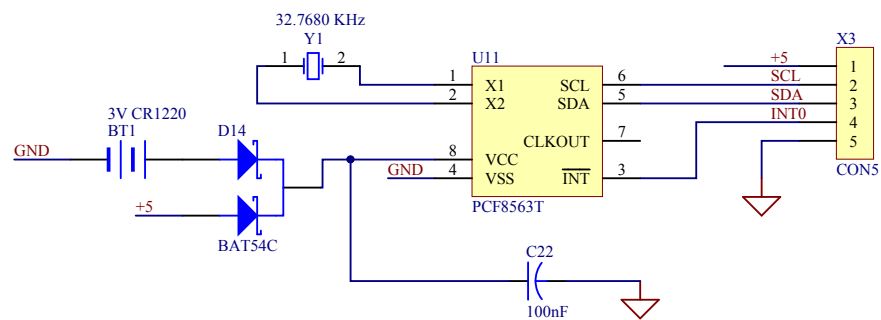 32.7680 KHz
Y1
1 2
U11
1 X1
2 X2
8 VCC
4 VSS
SCL 6
SDA 5
CLKOUT 7
INT 3
PCF8563T
X3
+5 1
SCL 2
SDA 3
INT0 4
5
CON5
3V CR1220
BT1
D14
GND
GND
+5
BAT54C
C22
100nF